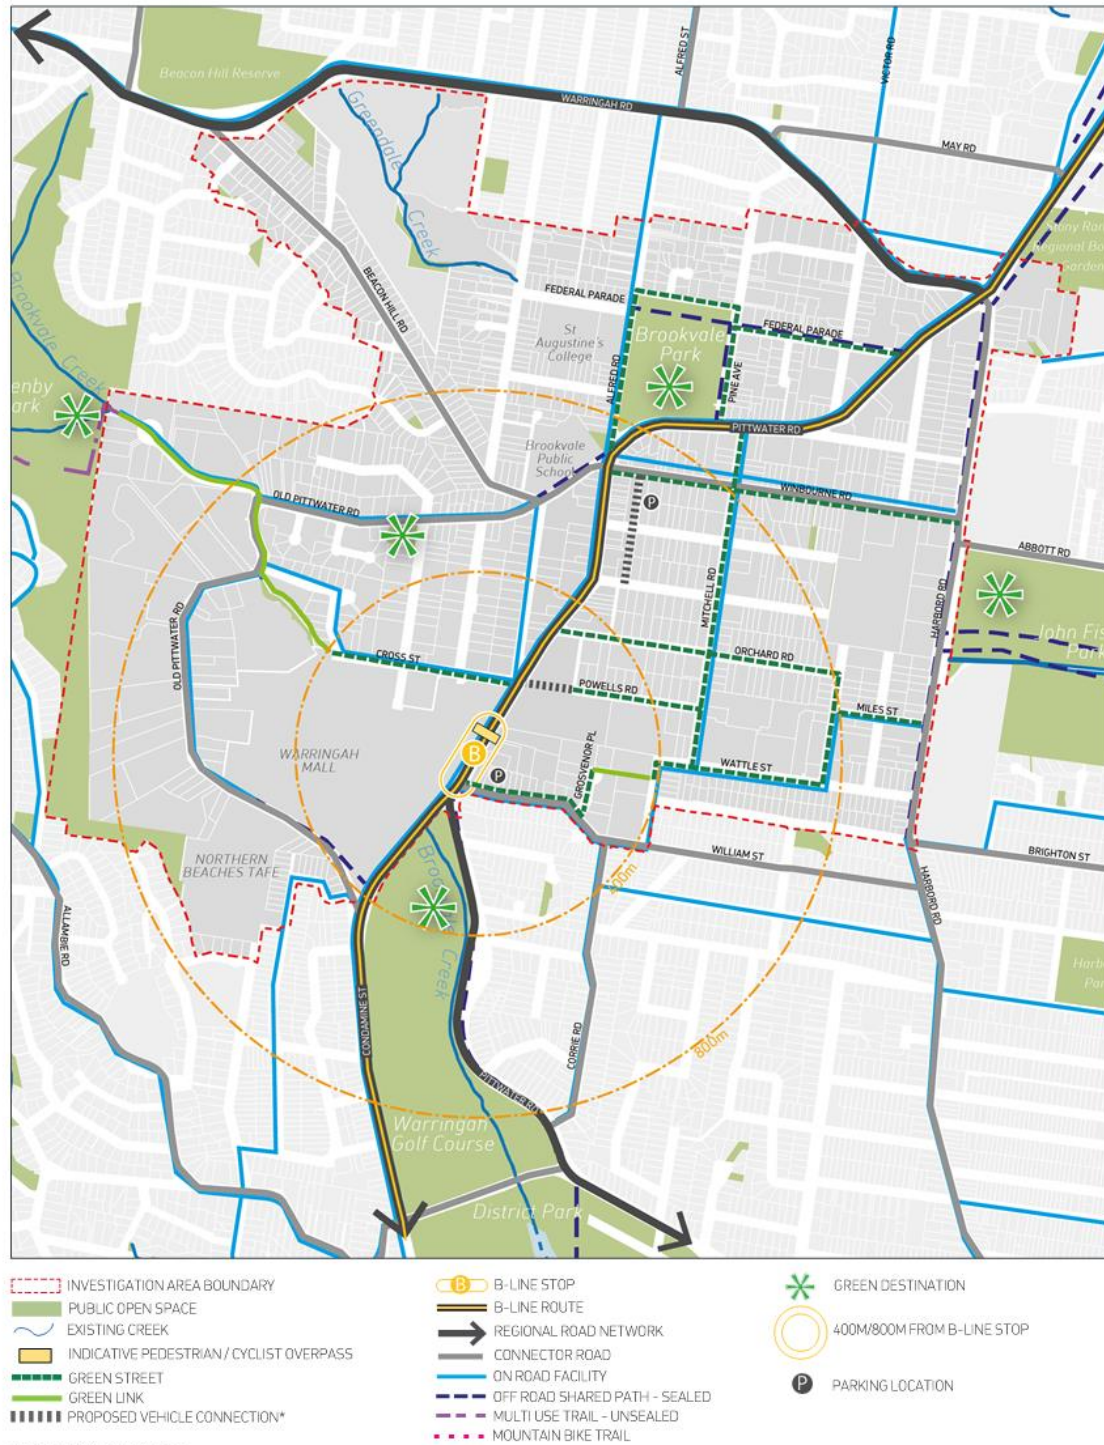 Beacon Hill Reserve
ALFRED ST
VICTOR RD
WARRINGAH RD
MAY RD
Greendale
Creek
BEACON HILL RD
FEDERAL PARADE
St
Augustine's
College
ALFRED RD
Brookvale
Park
PINE AVE
FEDERAL PARADE
Brookvale Creek
PITTWATER RD
Brookvale
Public
School
WINBOURNE RD
P
OLD PITTWATER RD
ABBOTT RD
HARBORD RD
MITCHELL RD
OLD PITTWATER RD
CROSS ST
ORCHARD RD
POWELLS RD
MILES ST
WARRINGAH
MALL
B
P
GROSVENOR PL
WATTLE ST
NORTHERN
BEACHES TAFE
WILLIAM ST
BRIGHTON ST
400m
HARBORD RD
ALLAMBIE RD
Brookvale
Creek
CONDAMINE ST
CORRIE RD
800m
PITTWATER RD
Warringah
Golf Course
District Park
INVESTIGATION AREA BOUNDARY
PUBLIC OPEN SPACE
EXISTING CREEK
INDICATIVE PEDESTRIAN / CYCLIST OVERPASS
GREEN STREET
GREEN LINK
PROPOSED VEHICLE CONNECTION*
B B-LINE STOP
B-LINE ROUTE
REGIONAL ROAD NETWORK
CONNECTOR ROAD
ON ROAD FACILITY
OFF ROAD SHARED PATH - SEALED
MULTI USE TRAIL - UNSEALED
MOUNTAIN BIKE TRAIL
GREEN DESTINATION
400M/800M FROM B-LINE STOP
P PARKING LOCATION